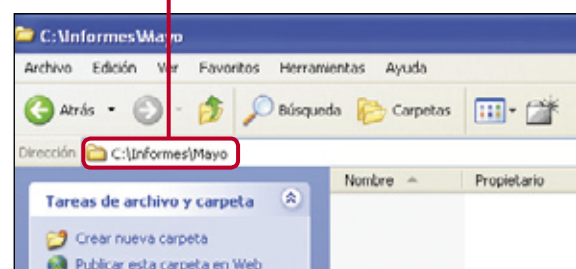 C:\Informes\Mayo
Archivo Edición Ver Favoritos Herramientas Ayuda
Atrás Búsqueda Carpetas
Dirección C:\Informes\Mayo
Nombre Propietario
Tareas de archivo y carpeta
Crear nueva carpeta
Publicar esta carpeta en Web